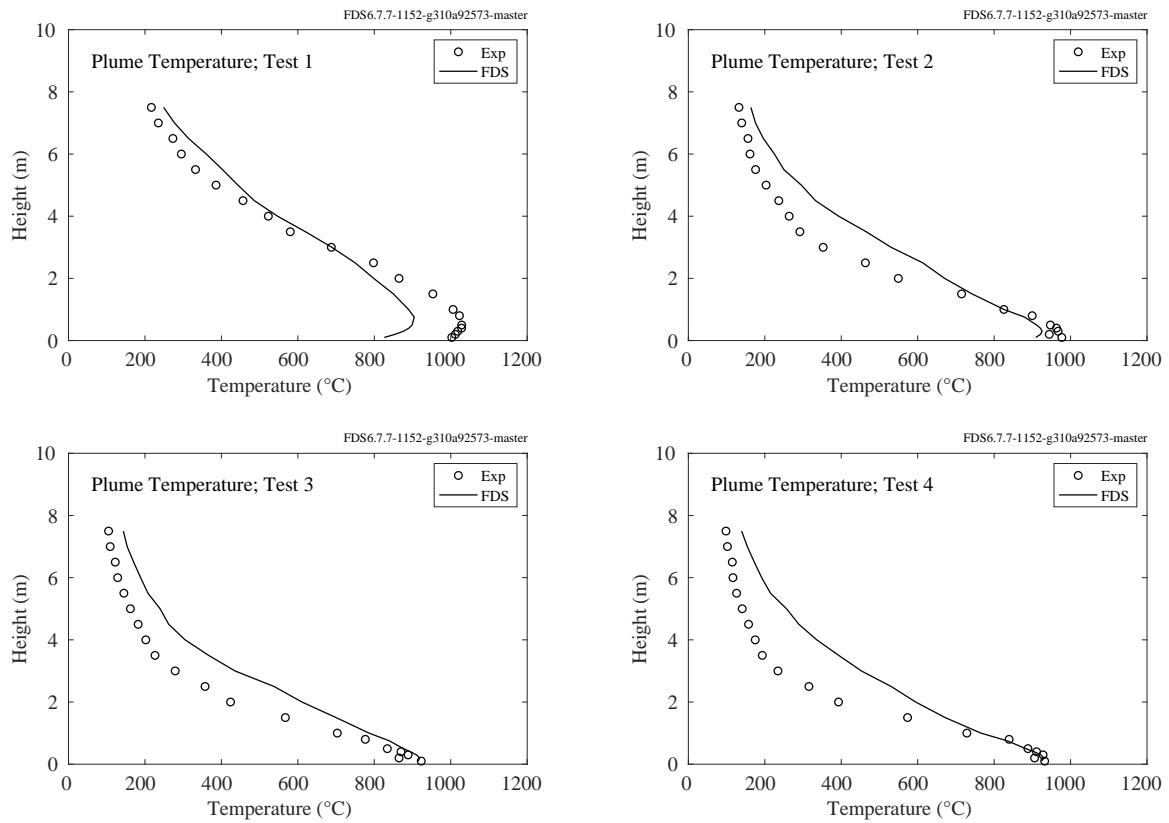 FDS6.7.7-1152-g310a92573-master
10
8
6
4
2
0
Height (m)
Plume Temperature; Test 1
Exp
FDS
0 200 400 600 800 1000 1200
Temperature (°C)
FDS6.7.7-1152-g310a92573-master
10
8
6
4
2
0
Height (m)
Plume Temperature; Test 2
Exp
FDS
0 200 400 600 800 1000 1200
Temperature (°C)
FDS6.7.7-1152-g310a92573-master
10
8
6
4
2
0
Height (m)
Plume Temperature; Test 3
Exp
FDS
0 200 400 600 800 1000 1200
Temperature (°C)
FDS6.7.7-1152-g310a92573-master
10
8
6
4
2
0
Height (m)
Plume Temperature; Test 4
Exp
FDS
0 200 400 600 800 1000 1200
Temperature (°C)